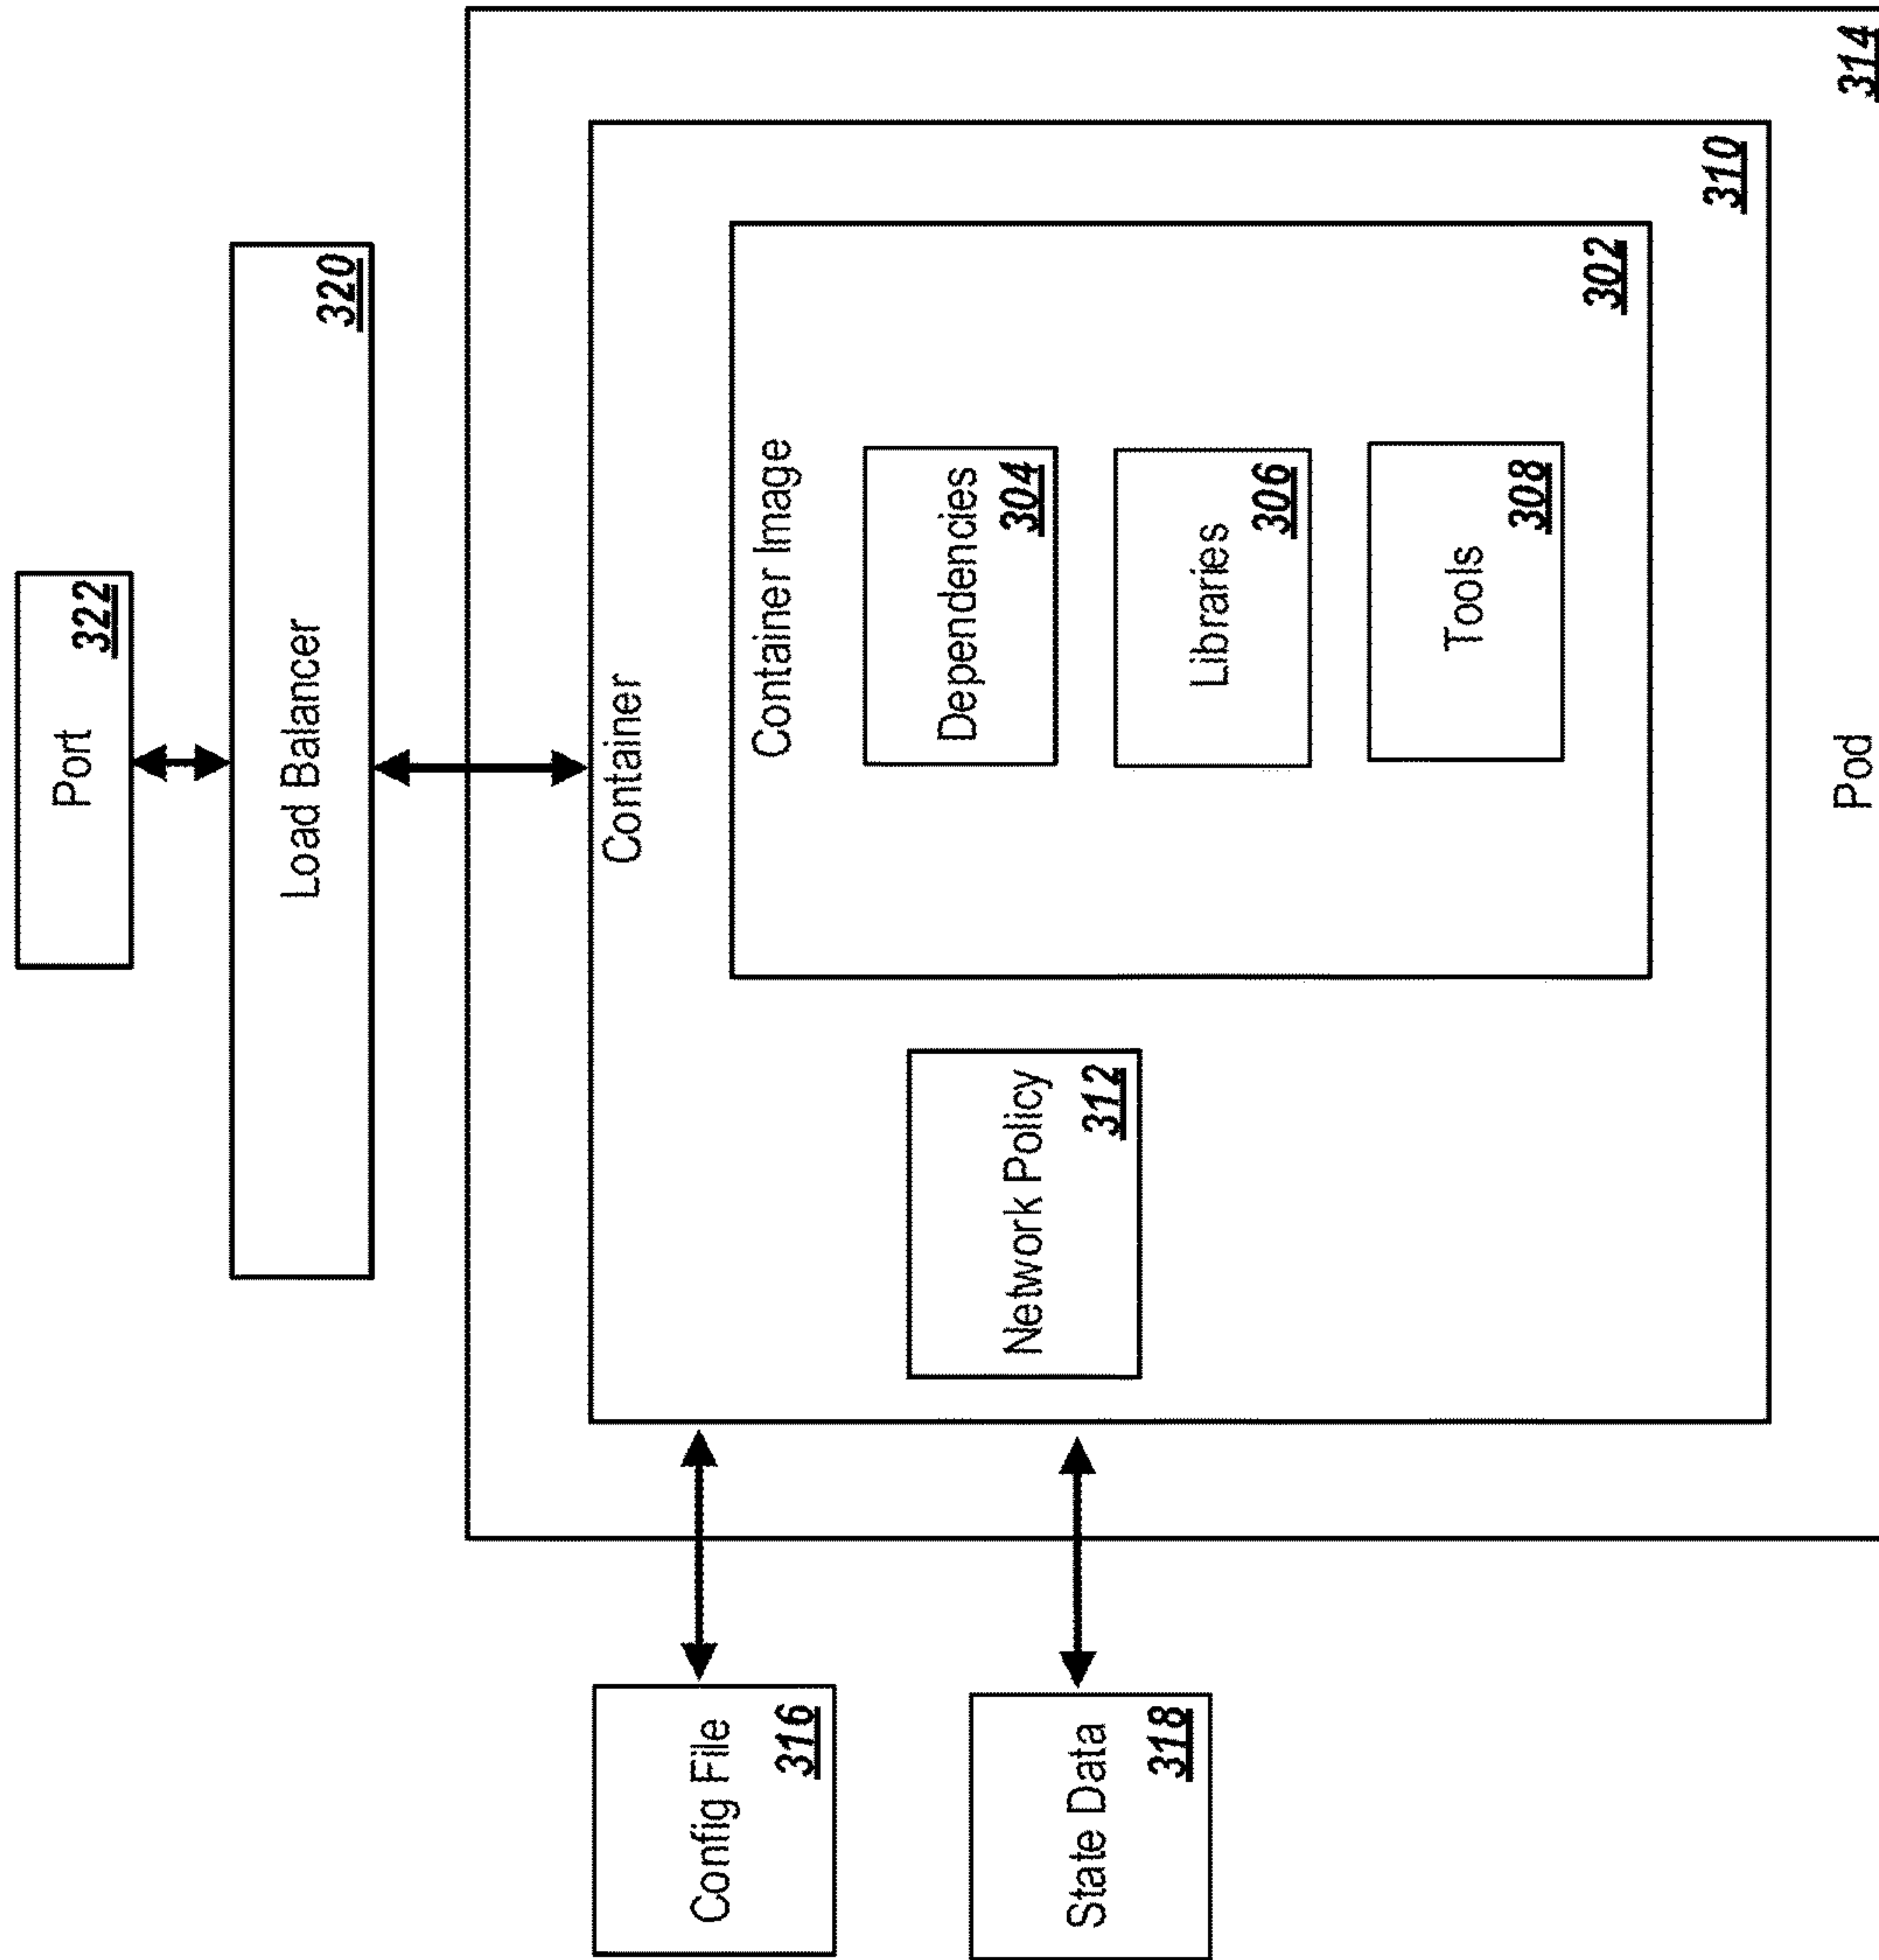 Port
322
Load Balancer
320
Container
Container Image
Dependencies
304
Libraries
306
Tools
308
302
Network Policy
312
310
Pod
314
Config File
316
State Data
318